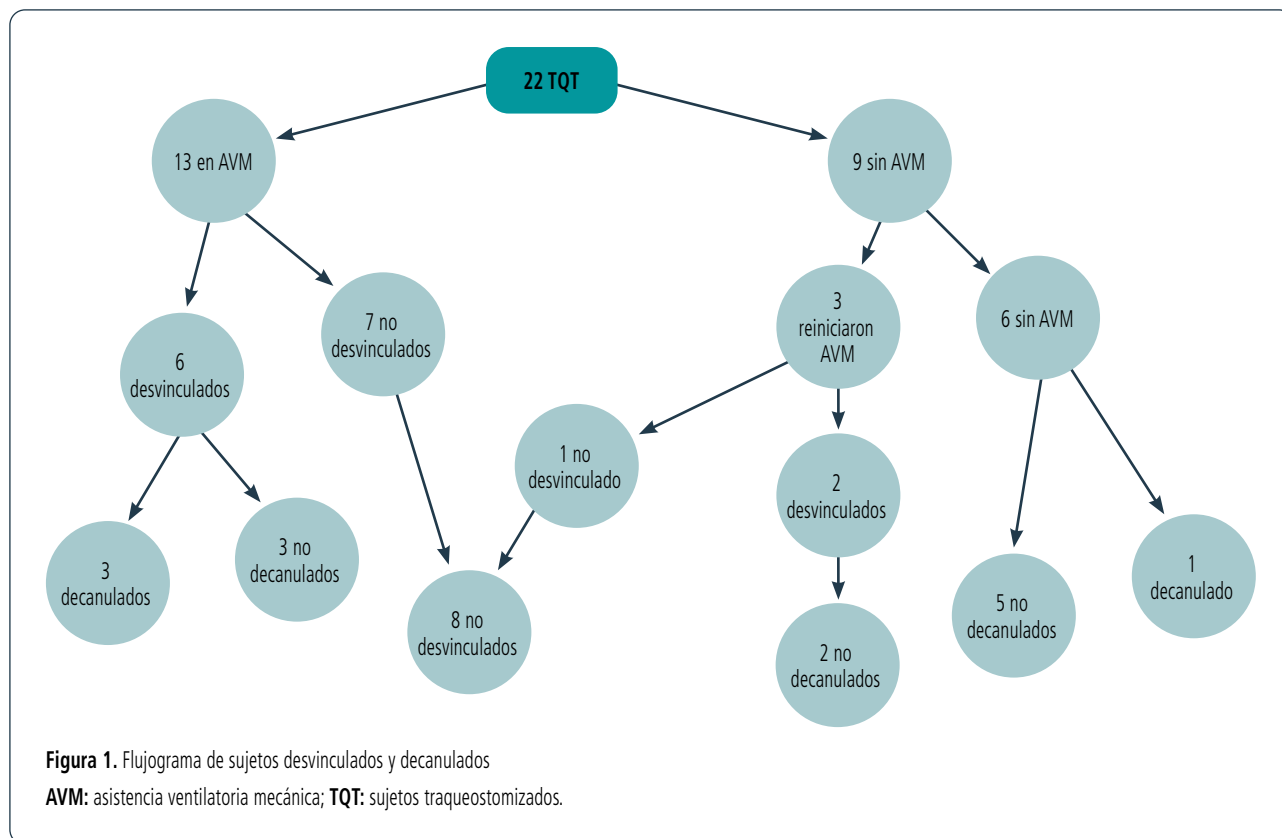 22 TQT
13 en AVM
9 sin AVM
6
desvinculados
7 no
desvinculados
3
reiniciaron
AVM
6 sin AVM
3
decanulados
3 no
decanulados
8 no
desvinculados
1 no
desvinculado
2
desvinculados
2 no
decanulados
5 no
decanulados
1
decanulado
Figura 1. Flujograma de sujetos desvinculados y decanulados
AVM: asistencia ventilatoria mecánica; TQT: sujetos traqueostomizados.